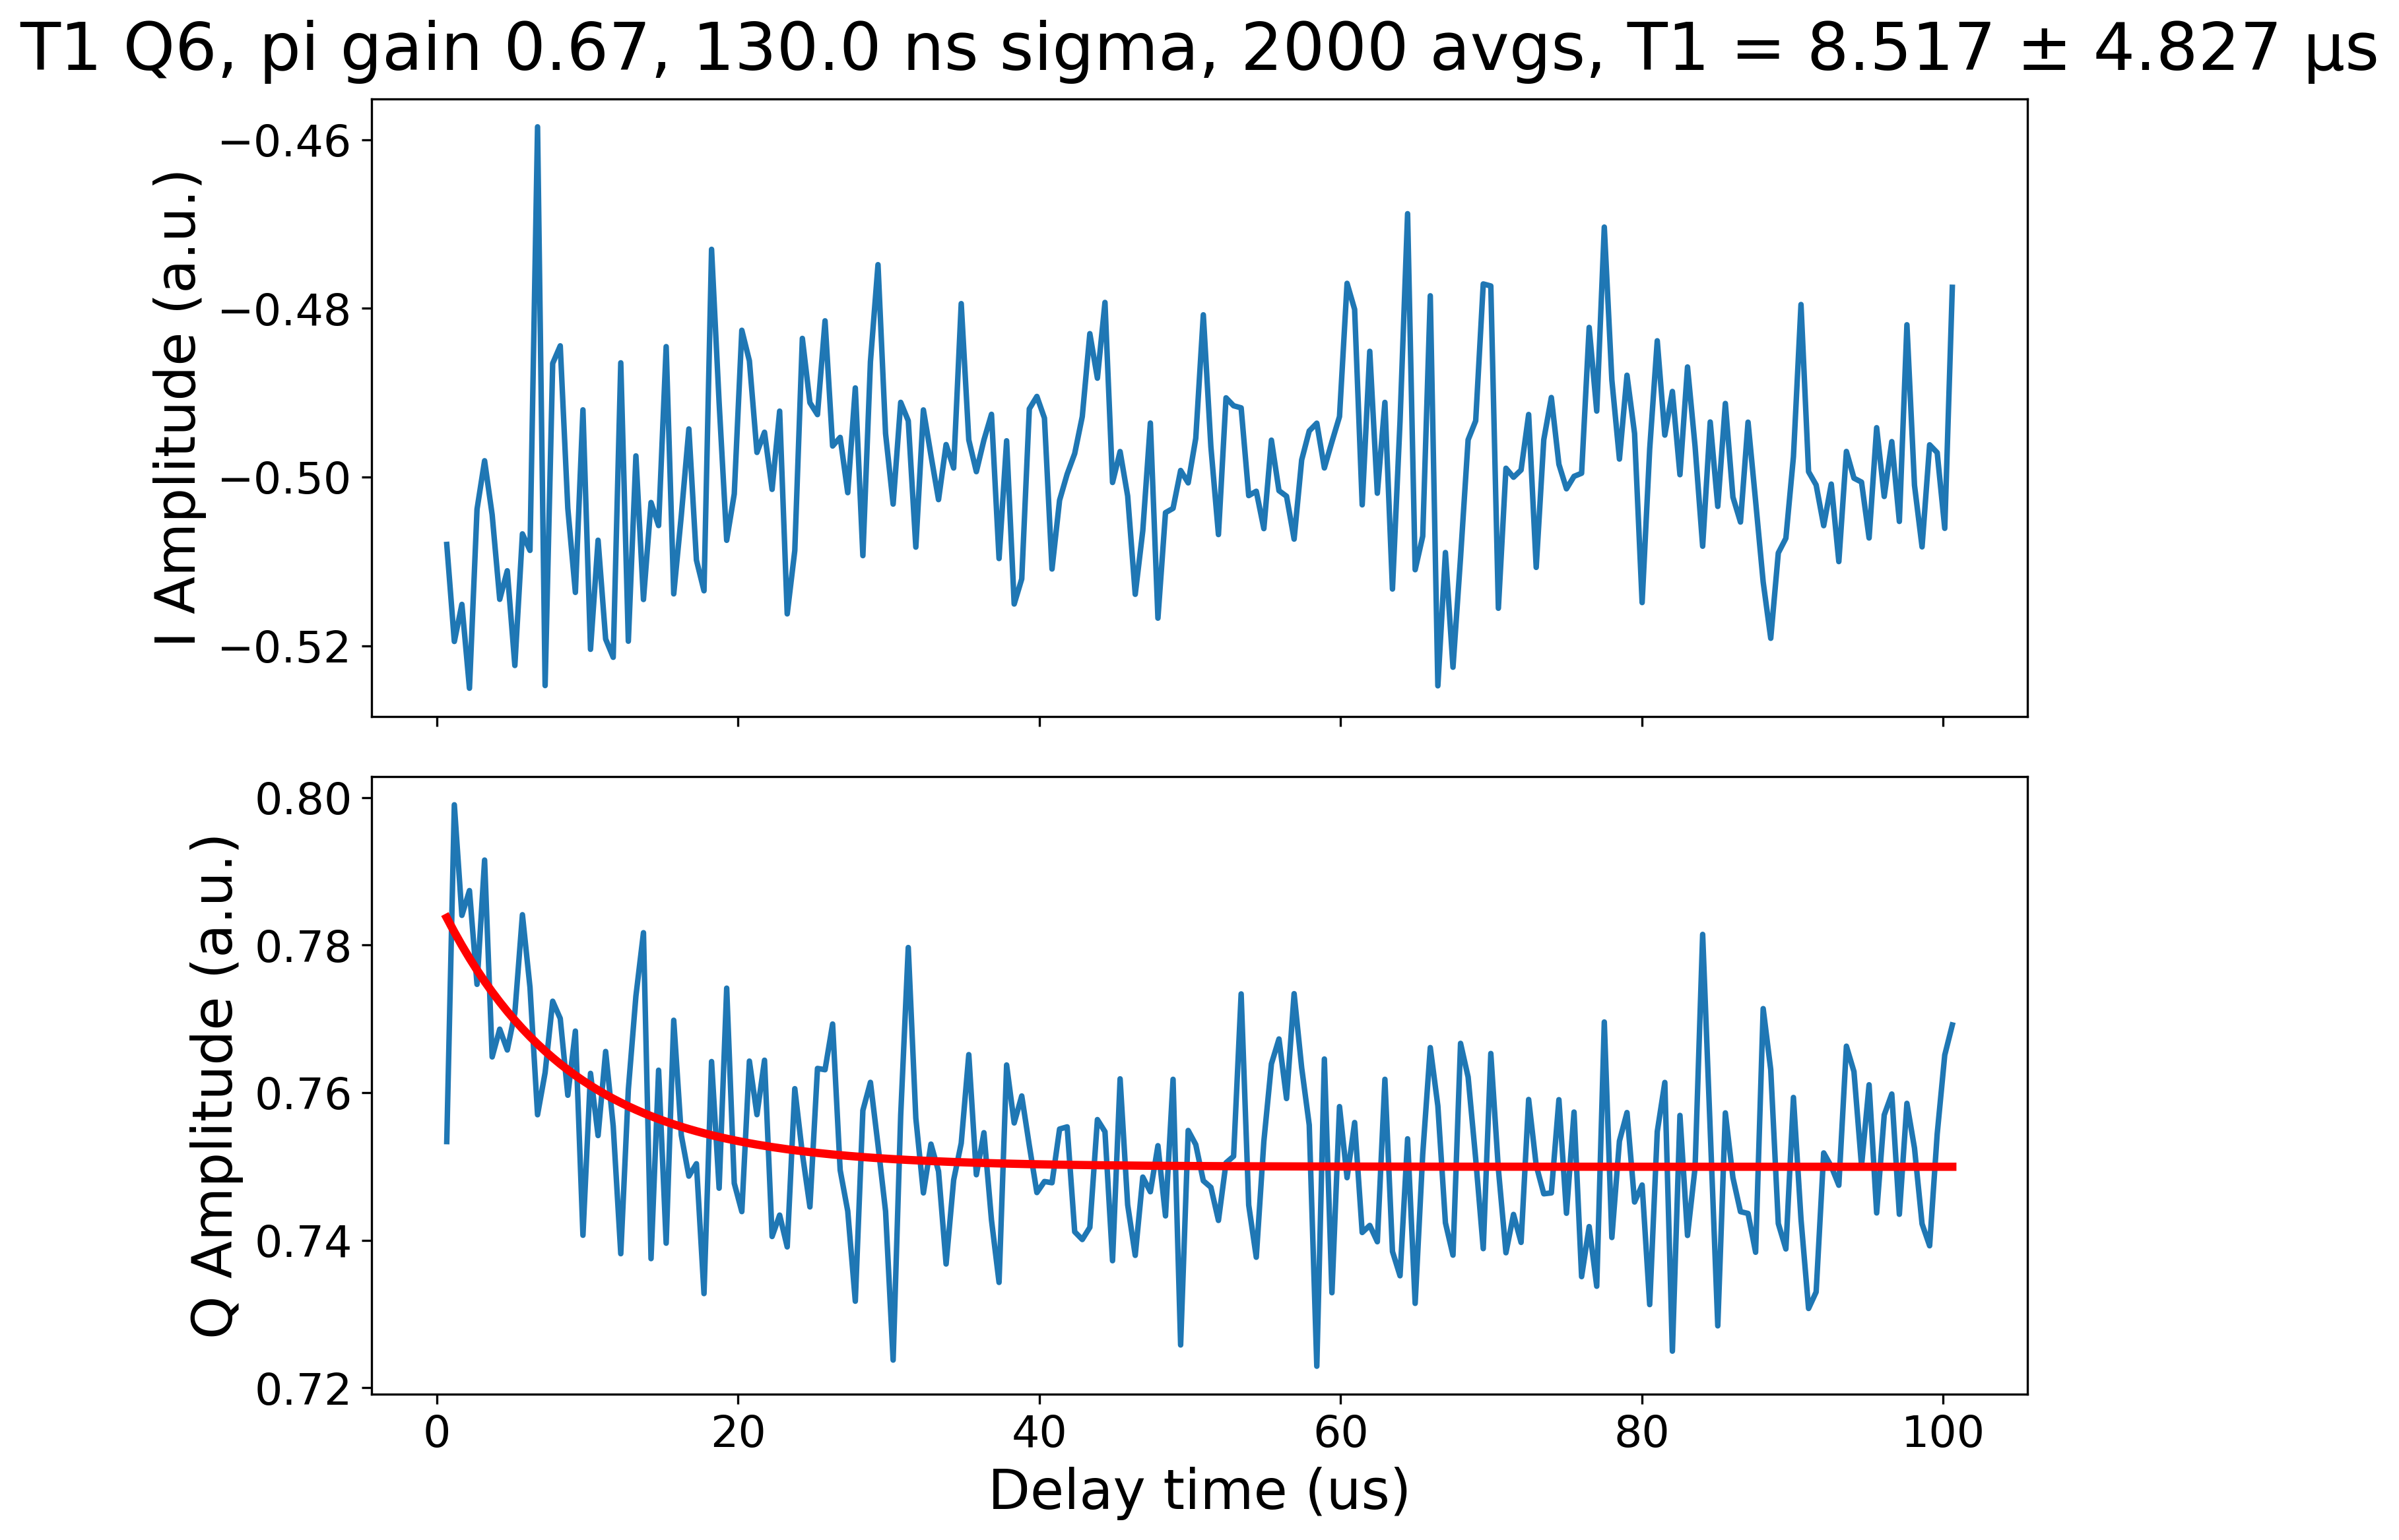 T1 Q6, pi gain 0.67, 130.0 ns sigma, 2000 avgs, T1 = 8.517 ± 4.827 µs
I Amplitude (a.u.)
−0.46
−0.48
−0.50
−0.52
Q Amplitude (a.u.)
0.80
0.78
0.76
0.74
0.72
0 20 40 60 80 100
Delay time (us)